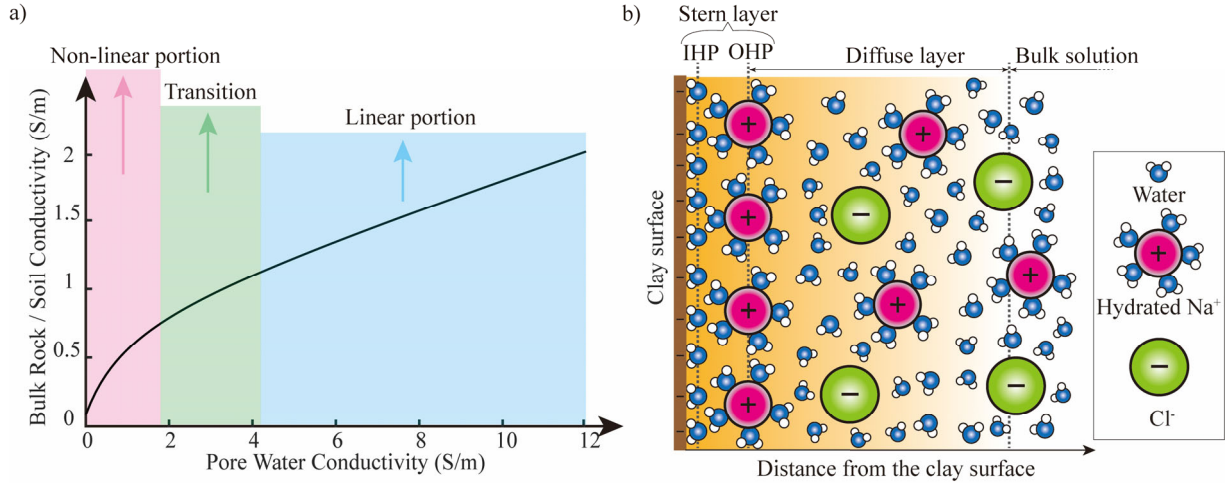 a)
Non-linear portion
Transition
Linear portion
Bulk Rock / Soil Conductivity (S/m)
2
1.5
1
0.5
0
0 2 4 6 8 10 12
Pore Water Conductivity (S/m)
b)
Stern layer
IHP OHP
Diffuse layer
Bulk solution
Clay surface
Distance from the clay surface
Water
+
Hydrated Na⁺
−
Cl⁻